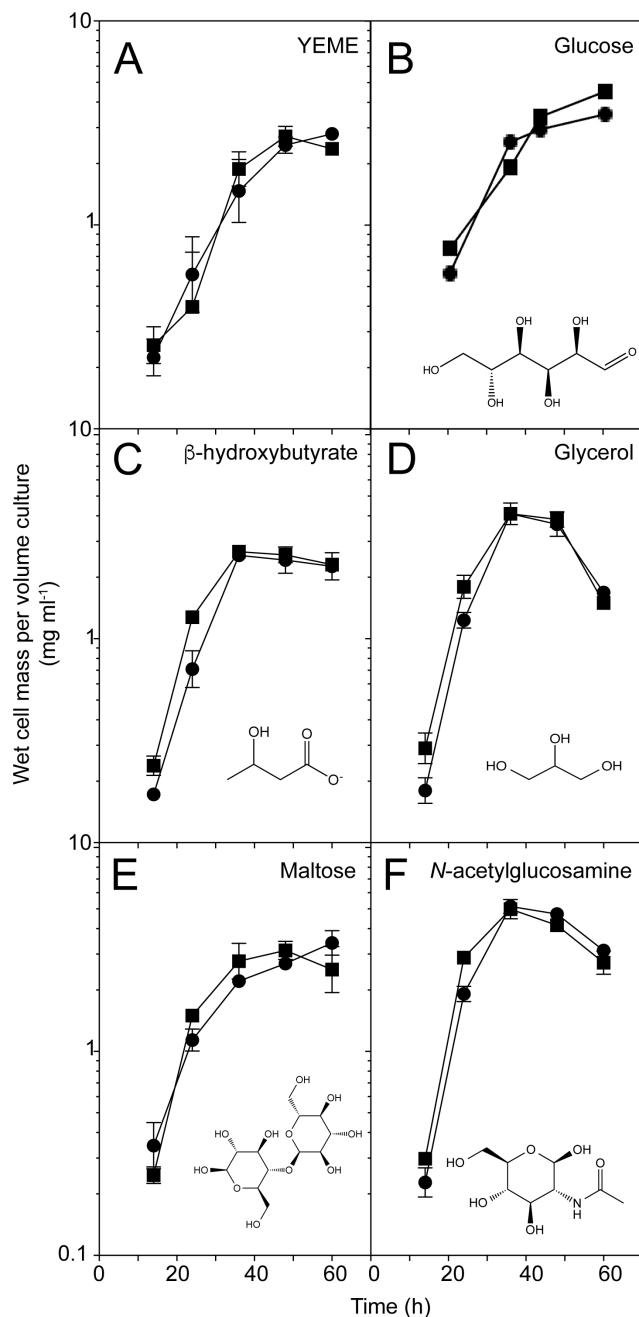 10
A
YEME
B
Glucose
1
OH
OH
O
HO
OH
OH
10
C
β-hydroxybutyrate
D
Glycerol
1
OH
O
O-
OH
HO
OH
10
E
Maltose
F
N-acetylglucosamine
1
OH
OH
HO
O
OH
OH
HO
O
OH
HO
O
OH
HO
HO
O
OH
O
HO
N
H
OH
0.1
0
20
40
60
0
20
40
60
Time (h)
Wet cell mass per volume culture
(mg ml-1)